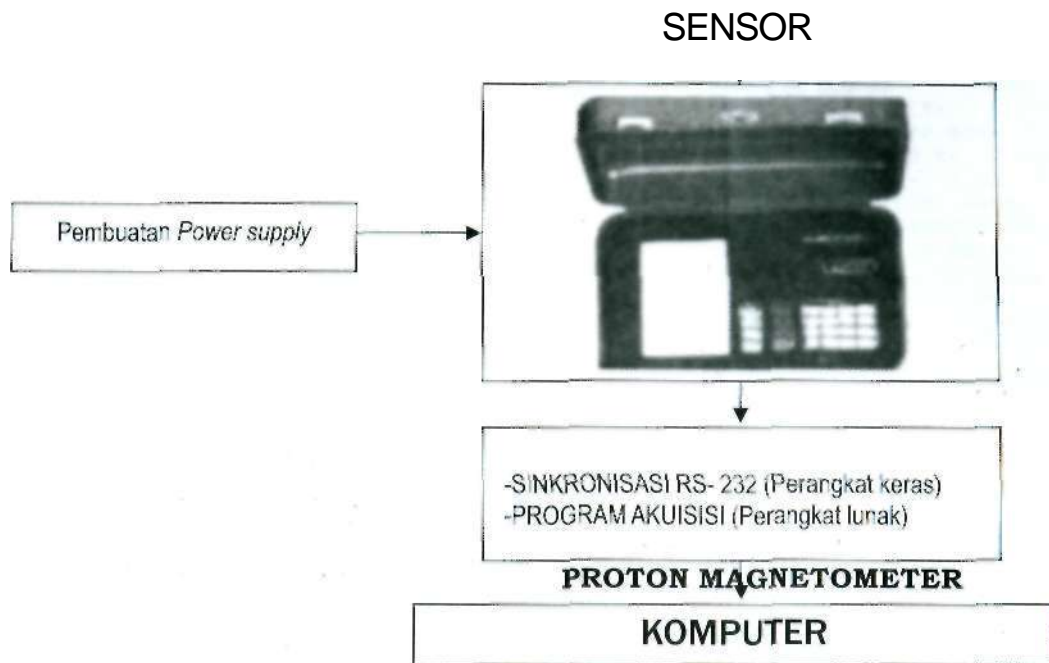 SENSOR
Pembuatan Power supply
-SINKRONISASI RS- 232 (Perangkat keras)
-PROGRAM AKUISISI (Perangkat lunak)
PROTON MAGNETOMETER
KOMPUTER